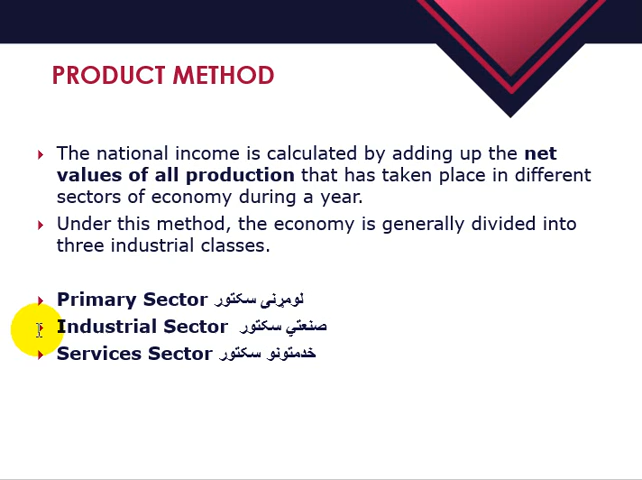 PRODUCT METHOD
The national income is calculated by adding up the net
values of all production that has taken place in different
sectors of economy during a year.
Under this method, the economy is generally divided into
three industrial classes.
Primary Sector لومړنی سکتور
Industrial Sector صنعتي سکتور
Services Sector خدمتونو سکتور